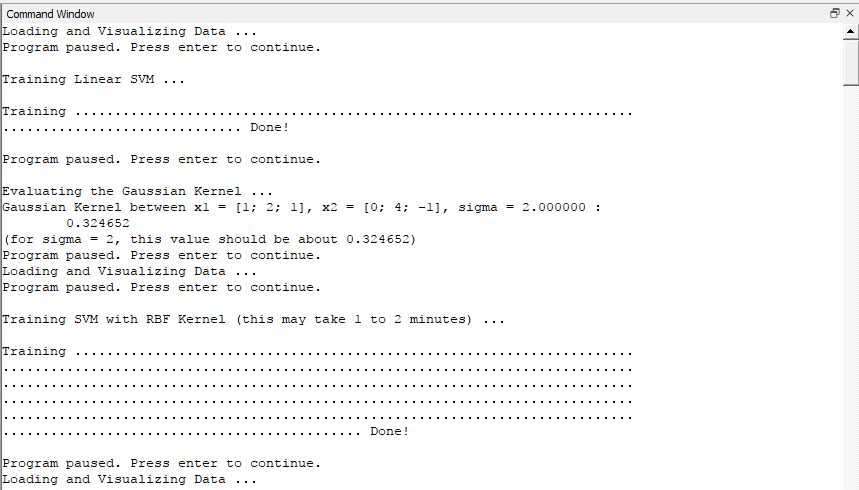 Command Window
Loading and Visualizing Data ...
Program paused. Press enter to continue.
Training Linear SVM ...
Training ......................................................................
.............................. Done!
Program paused. Press enter to continue.
Evaluating the Gaussian Kernel ...
Gaussian Kernel between x1 = [1; 2; 1], x2 = [0; 4; -1], sigma = 2.000000 :
0.324652
(for sigma = 2, this value should be about 0.324652)
Program paused. Press enter to continue.
Loading and Visualizing Data ...
Program paused. Press enter to continue.
Training SVM with RBF Kernel (this may take 1 to 2 minutes) ...
Training ......................................................................
...............................................................................
...............................................................................
...............................................................................
...............................................................................
............................................. Done!
Program paused. Press enter to continue.
Loading and Visualizing Data ...